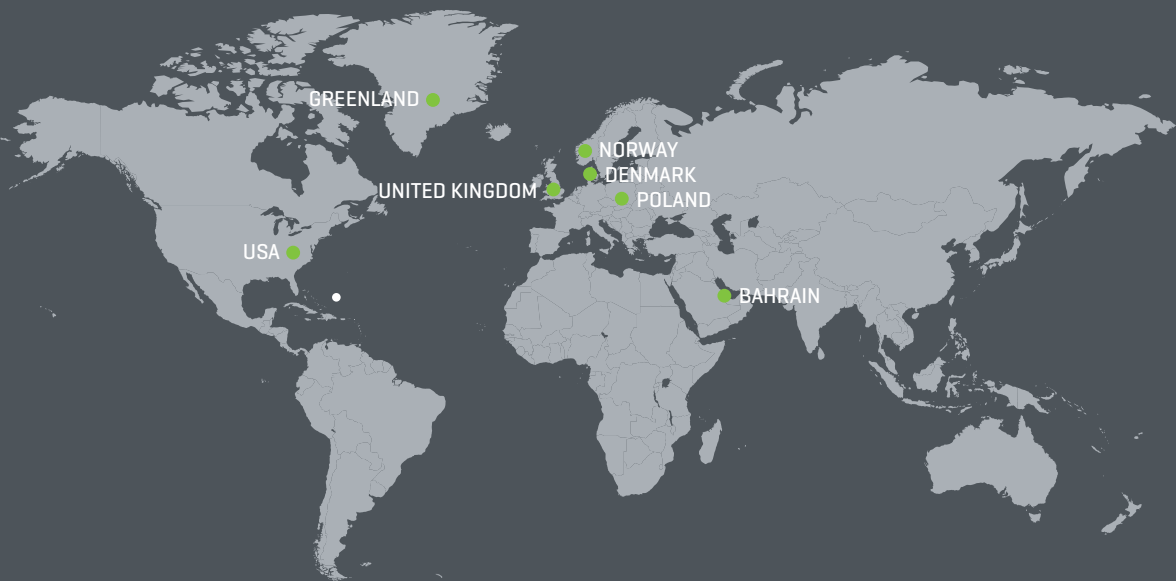 GREENLAND
NORWAY
DENMARK
UNITED KINGDOM
POLAND
USA
BAHRAIN